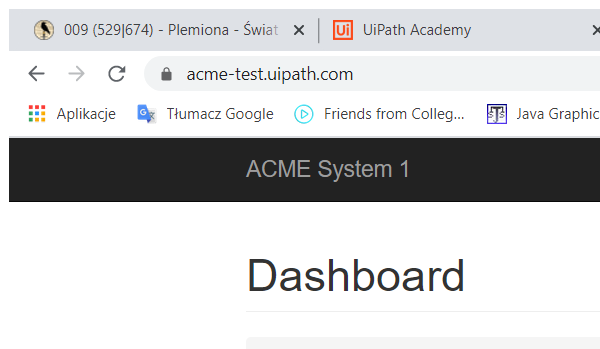 009 (529|674) - Plemiona - Świat
Ui UiPath Academy
acme-test.uipath.com
Aplikacje Tłumacz Google Friends from Colleg... Java Graphic
ACME System 1
Dashboard